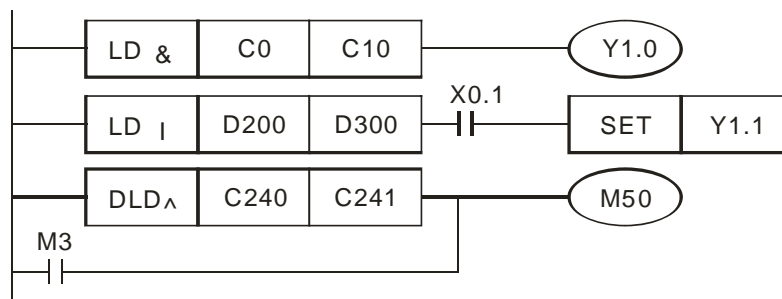 LD & C0 C10 Y1.0
X0.1
LD | D200 D300 SET Y1.1
DLD^ C240 C241 M50
M3